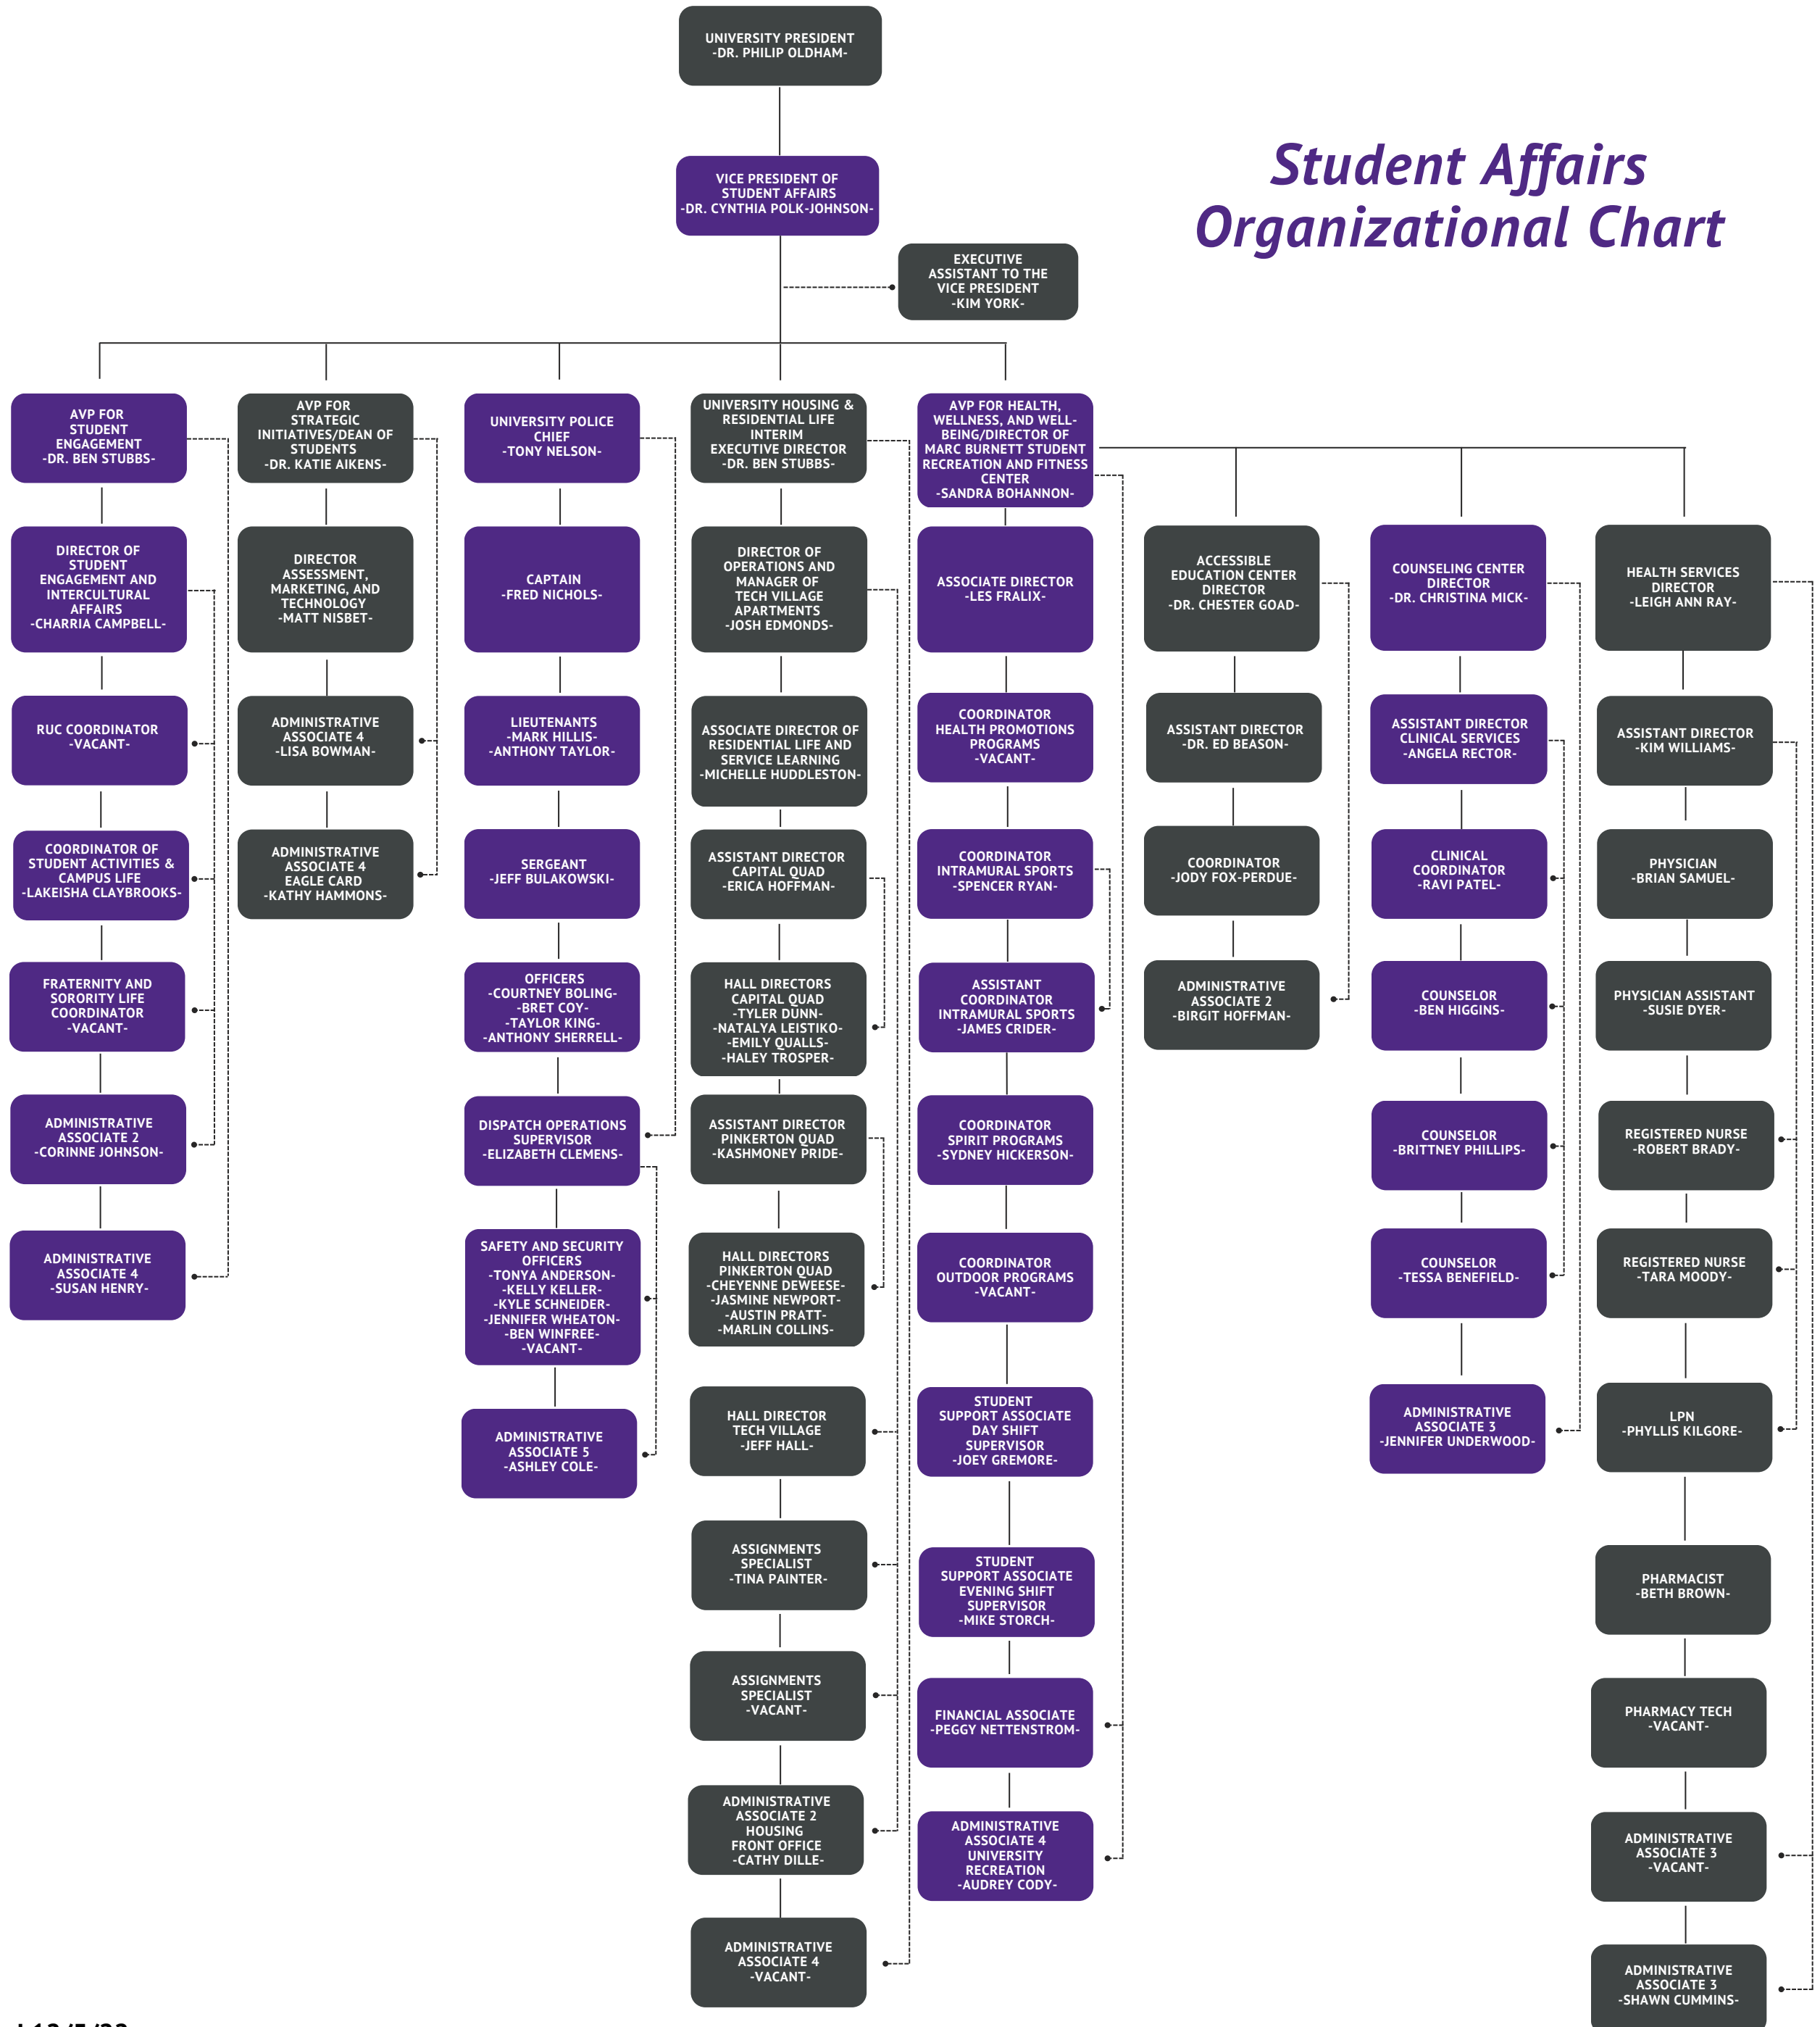 UNIVERSITY PRESIDENT
-DR. PHILIP OLDHAM-
VICE PRESIDENT OF
STUDENT AFFAIRS
-DR. CYNTHIA POLK-JOHNSON-
Student Affairs
Organizational Chart
EXECUTIVE
ASSISTANT TO THE
VICE PRESIDENT
-KIM YORK-
AVP FOR
STUDENT
ENGAGEMENT
-DR. BEN STUBBS-
DIRECTOR OF
STUDENT
ENGAGEMENT AND
INTERCULTURAL
AFFAIRS
-CHARRIA CAMPBELL-
RUC COORDINATOR
-VACANT-
COORDINATOR OF
STUDENT ACTIVITIES &
CAMPUS LIFE
-LAKEISHA CLAYBROOKS-
FRATERNITY AND
SORORITY LIFE
COORDINATOR
-VACANT-
ADMINISTRATIVE
ASSOCIATE 2
-CORINNE JOHNSON-
ADMINISTRATIVE
ASSOCIATE 4
-SUSAN HENRY-
AVP FOR
STRATEGIC
INITIATIVES/DEAN OF
STUDENTS
-DR. KATIE AIKENS-
DIRECTOR
ASSESSMENT,
MARKETING, AND
TECHNOLOGY
-MATT NISBET-
ADMINISTRATIVE
ASSOCIATE 4
-LISA BOWMAN-
ADMINISTRATIVE
ASSOCIATE 4
EAGLE CARD
-KATHY HAMMONS-
UNIVERSITY POLICE
CHIEF
-TONY NELSON-
CAPTAIN
-FRED NICHOLS-
LIEUTENANTS
-MARK HILLIS-
-ANTHONY TAYLOR-
SERGEANT
-JEFF BULAKOWSKI-
OFFICERS
-COURTNEY BOLING-
-BRET COY-
-TAYLOR KING-
-ANTHONY SHERRELL-
DISPATCH OPERATIONS
SUPERVISOR
-ELIZABETH CLEMENS-
SAFETY AND SECURITY
OFFICERS
-TONYA ANDERSON-
-KELLY KELLER-
-KYLE SCHNEIDER-
-JENNIFER WHEATON-
-BEN WINFREE-
-VACANT-
ADMINISTRATIVE
ASSOCIATE 5
-ASHLEY COLE-
UNIVERSITY HOUSING &
RESIDENTIAL LIFE
INTERIM
EXECUTIVE DIRECTOR
-DR. BEN STUBBS-
DIRECTOR OF
OPERATIONS AND
MANAGER OF
TECH VILLAGE
APARTMENTS
-JOSH EDMONDS-
ASSOCIATE DIRECTOR OF
RESIDENTIAL LIFE AND
SERVICE LEARNING
-MICHELLE HUDDLESTON-
ASSISTANT DIRECTOR
CAPITAL QUAD
-ERICA HOFFMAN-
HALL DIRECTORS
CAPITAL QUAD
-TYLER DUNN-
-NATALYA LEISTIKO-
-EMILY QUALLS-
-HALEY TROSPER-
ASSISTANT DIRECTOR
PINKERTON QUAD
-KASHMONEY PRIDE-
HALL DIRECTORS
PINKERTON QUAD
-CHEYENNE DEWEESE-
-JASMINE NEWPORT-
-AUSTIN PRATT-
-MARLIN COLLINS-
HALL DIRECTOR
TECH VILLAGE
-JEFF HALL-
ASSIGNMENTS
SPECIALIST
-TINA PAINTER-
ASSIGNMENTS
SPECIALIST
-VACANT-
ADMINISTRATIVE
ASSOCIATE 2
HOUSING
FRONT OFFICE
-CATHY DILLE-
ADMINISTRATIVE
ASSOCIATE 4
-VACANT-
AVP FOR HEALTH,
WELLNESS, AND WELL-
BEING/DIRECTOR OF
MARC BURNETT STUDENT
RECREATION AND FITNESS
CENTER
-SANDRA BOHANNON-
ASSOCIATE DIRECTOR
-LES FRALIX-
COORDINATOR
HEALTH PROMOTIONS
PROGRAMS
-VACANT-
COORDINATOR
INTRAMURAL SPORTS
-SPENCER RYAN-
ASSISTANT
COORDINATOR
INTRAMURAL SPORTS
-JAMES CRIDER-
COORDINATOR
SPIRIT PROGRAMS
-SYDNEY HICKERSON-
COORDINATOR
OUTDOOR PROGRAMS
-VACANT-
STUDENT
SUPPORT ASSOCIATE
DAY SHIFT
SUPERVISOR
-JOEY GREMORE-
STUDENT
SUPPORT ASSOCIATE
EVENING SHIFT
SUPERVISOR
-MIKE STORCH-
FINANCIAL ASSOCIATE
-PEGGY NETTENSTROM-
ADMINISTRATIVE
ASSOCIATE 4
UNIVERSITY
RECREATION
-AUDREY CODY-
ACCESSIBLE
EDUCATION CENTER
DIRECTOR
-DR. CHESTER GOAD-
ASSISTANT DIRECTOR
-DR. ED BEASON-
COORDINATOR
-JODY FOX-PERDUE-
ADMINISTRATIVE
ASSOCIATE 2
-BIRGIT HOFFMAN-
COUNSELING CENTER
DIRECTOR
-DR. CHRISTINA MICK-
ASSISTANT DIRECTOR
CLINICAL SERVICES
-ANGELA RECTOR-
CLINICAL
COORDINATOR
-RAVI PATEL-
COUNSELOR
-BEN HIGGINS-
COUNSELOR
-BRITTNEY PHILLIPS-
COUNSELOR
-TESSA BENEFIELD-
ADMINISTRATIVE
ASSOCIATE 3
-JENNIFER UNDERWOOD-
HEALTH SERVICES
DIRECTOR
-LEIGH ANN RAY-
ASSISTANT DIRECTOR
-KIM WILLIAMS-
PHYSICIAN
-BRIAN SAMUEL-
PHYSICIAN ASSISTANT
-SUSIE DYER-
REGISTERED NURSE
-ROBERT BRADY-
REGISTERED NURSE
-TARA MOODY-
LPN
-PHYLLIS KILGORE-
PHARMACIST
-BETH BROWN-
PHARMACY TECH
-VACANT-
ADMINISTRATIVE
ASSOCIATE 3
-VACANT-
ADMINISTRATIVE
ASSOCIATE 3
-SHAWN CUMMINS-